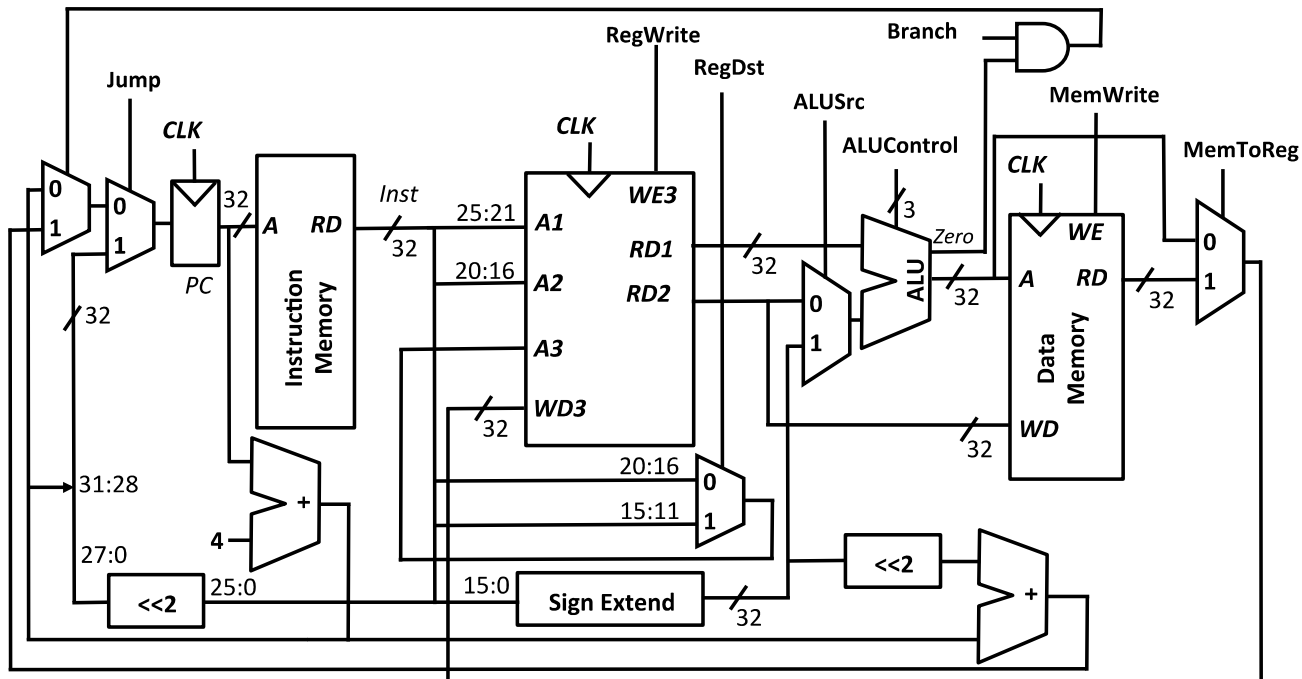 Branch
RegWrite
RegDst
Jump
ALUSrc
MemWrite
CLK
CLK
ALUControl
MemToReg
CLK
0
1
0
1
32
A
RD
Inst
32
25:21
A1
WE3
3
Zero
WE
PC
20:16
A2
RD1
32
RD2
0
1
ALU
32
A
RD
32
0
1
32
Instruction
Memory
A3
WD3
32
Data
Memory
WD
32
31:28
+
4
20:16
0
15:11
1
27:0
<<2
25:0
15:0
Sign Extend
32
<<2
+